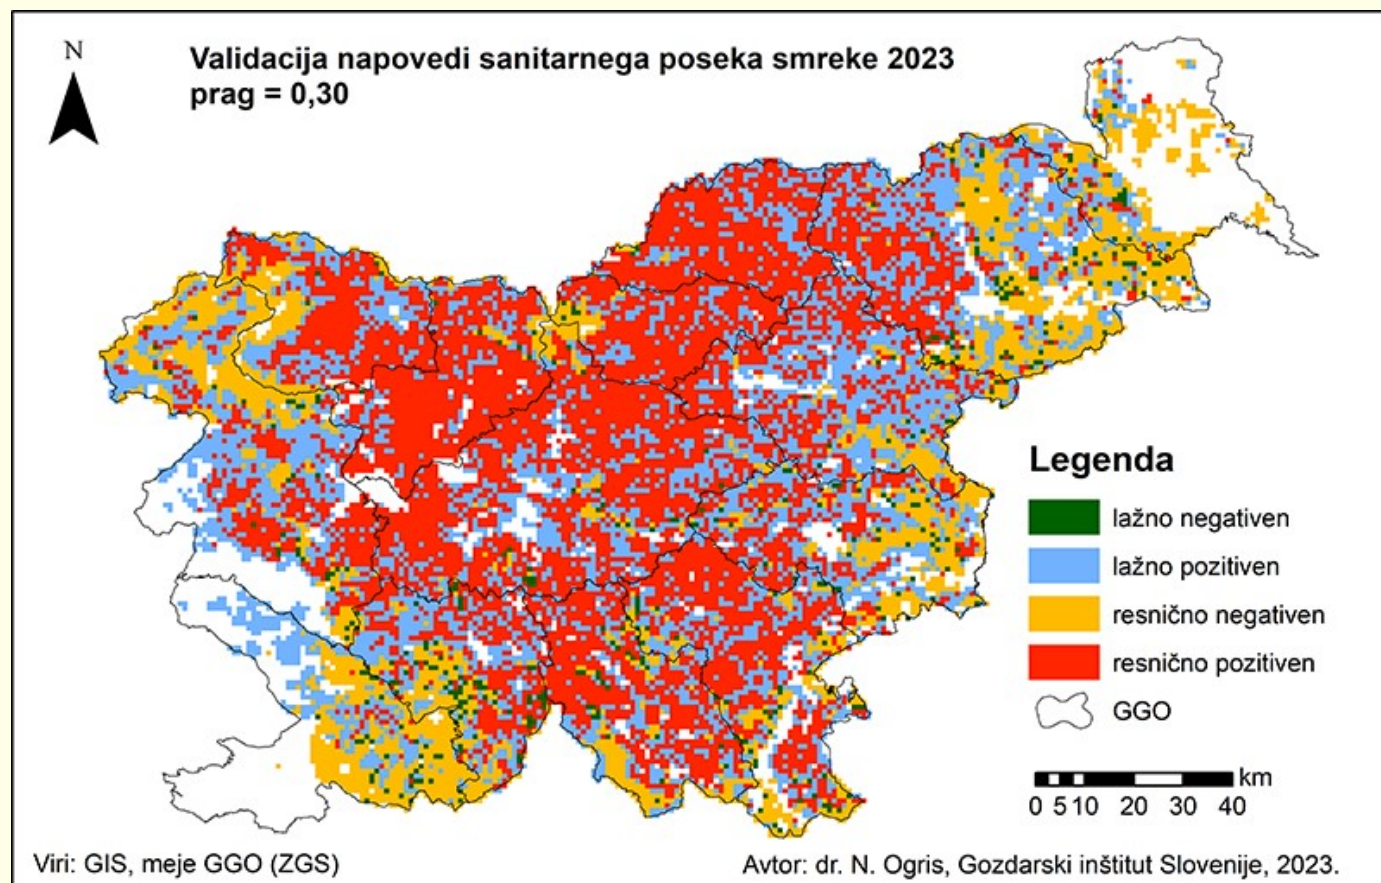 N
Validacija napovedi sanitarnega poseka smreke 2023
prag = 0,30
Legenda
lažno negativen
lažno pozitiven
resnično negativen
resnično pozitiven
GGO
km
0 5 10 20 30 40
Viri: GIS, meje GGO (ZGS)
Avtor: dr. N. Ogris, Gozdarski inštitut Slovenije, 2023.